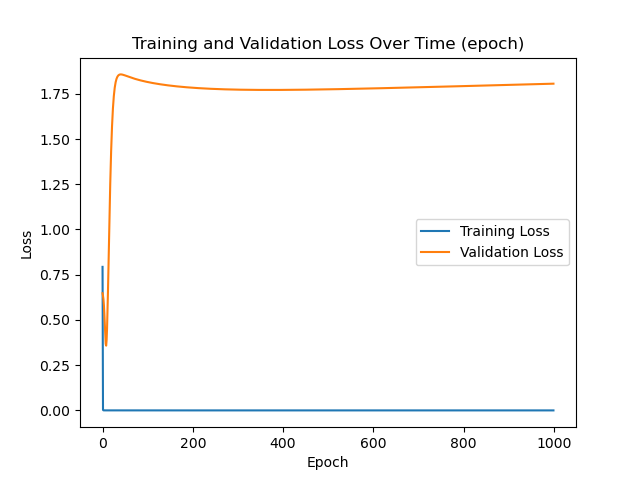 Training and Validation Loss Over Time (epoch)
1.75
1.50
1.25
1.00
0.75
0.50
0.25
0.00
Loss
Training Loss
Validation Loss
0 200 400 600 800 1000
Epoch